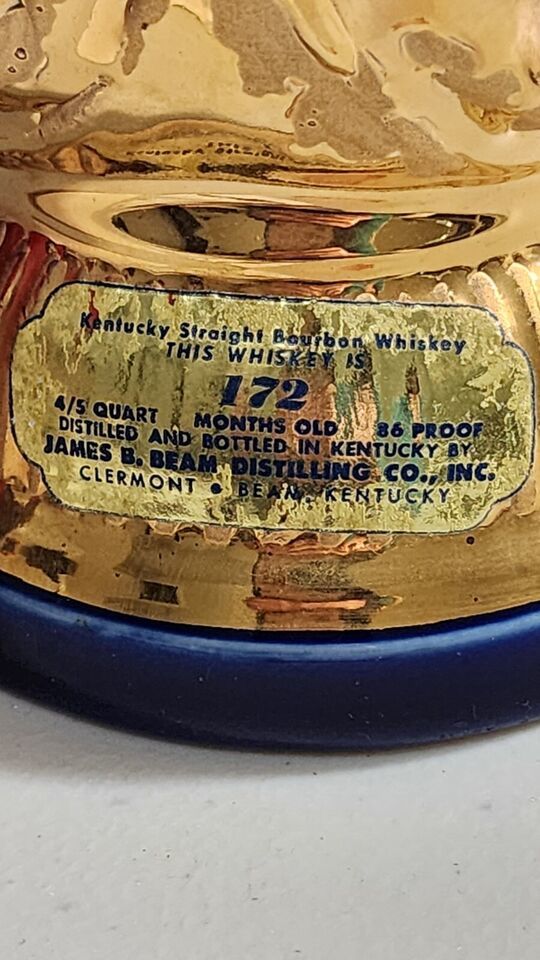 Kentucky Straight Bourbon Whiskey
THIS WHISKEY IS
172
4/5 QUART MONTHS OLD 86 PROOF
DISTILLED AND BOTTLED IN KENTUCKY BY
JAMES B. BEAM DISTILLING CO., INC.
CLERMONT • BEAM, KENTUCKY